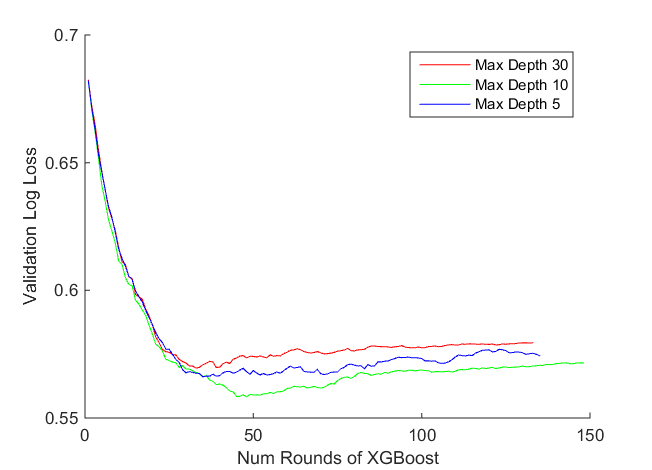 0.7
0.65
0.6
0.55
0
50
100
150
Validation Log Loss
Num Rounds of XGBoost
Max Depth 30
Max Depth 10
Max Depth 5